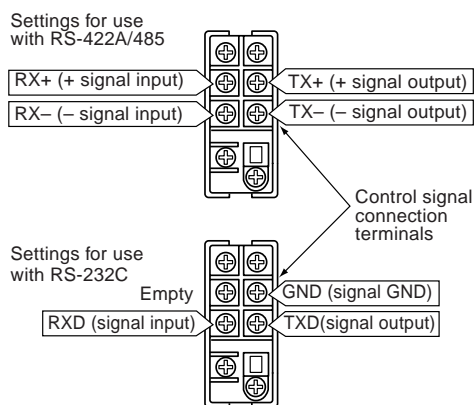 Settings for use
with RS-422A/485
RX+ (+ signal input)
TX+ (+ signal output)
RX– (– signal input)
TX– (– signal output)
Control signal
connection
terminals
Settings for use
with RS-232C
Empty
GND (signal GND)
RXD (signal input)
TXD(signal output)